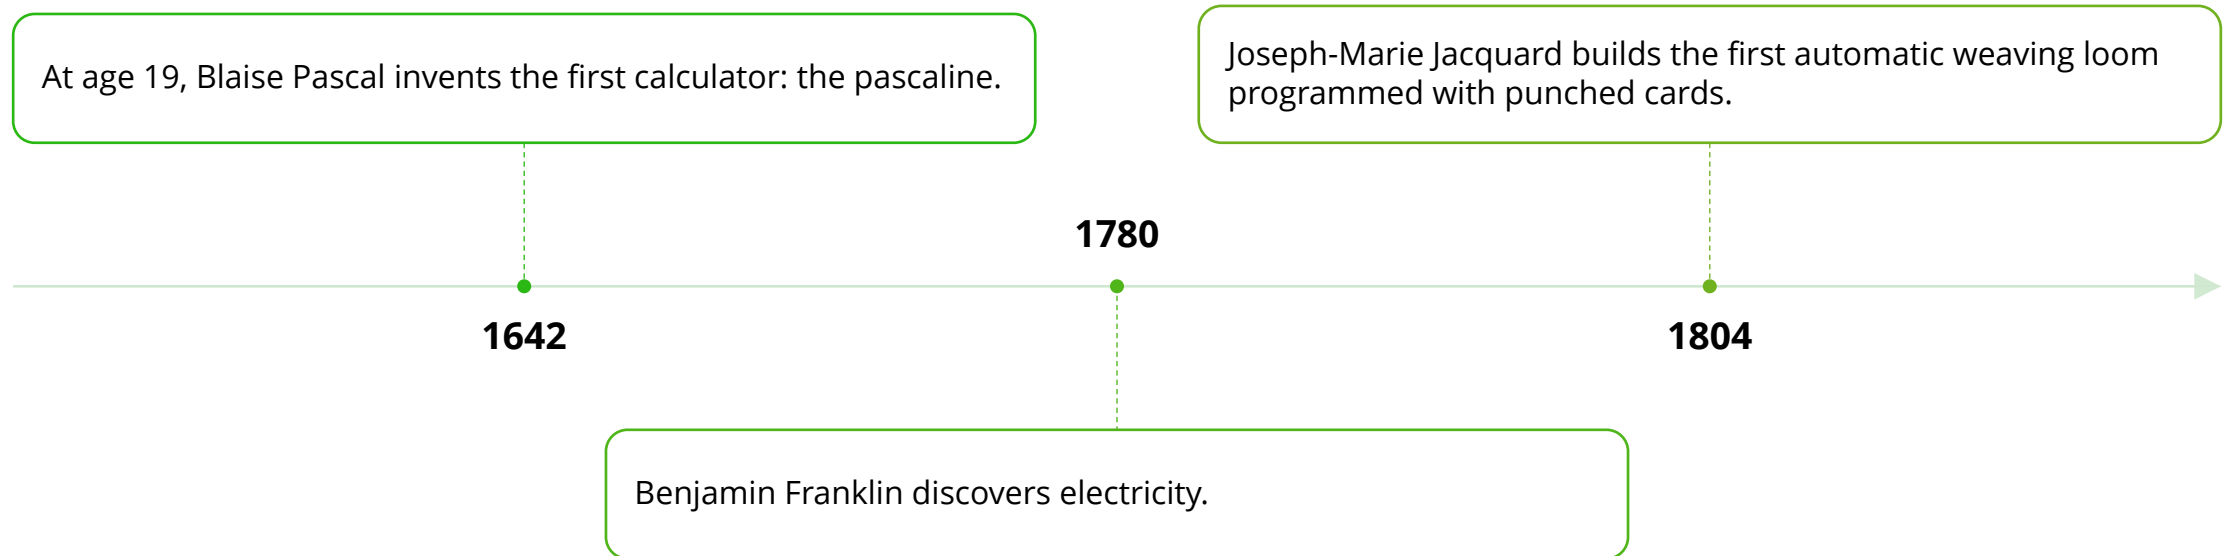 At age 19, Blaise Pascal invents the first calculator: the pascaline.
1642
1780
Benjamin Franklin discovers electricity.
Joseph-Marie Jacquard builds the first automatic weaving loom
programmed with punched cards.
1804